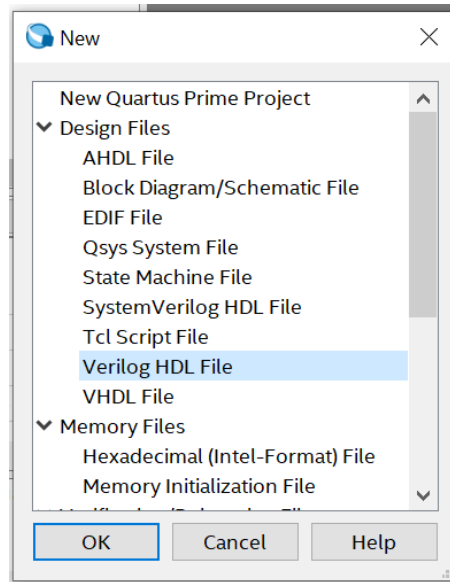 New
New Quartus Prime Project
Design Files
AHDL File
Block Diagram/Schematic File
EDIF File
Qsys System File
State Machine File
SystemVerilog HDL File
Tcl Script File
Verilog HDL File
VHDL File
Memory Files
Hexadecimal (Intel-Format) File
Memory Initialization File
OK Cancel Help